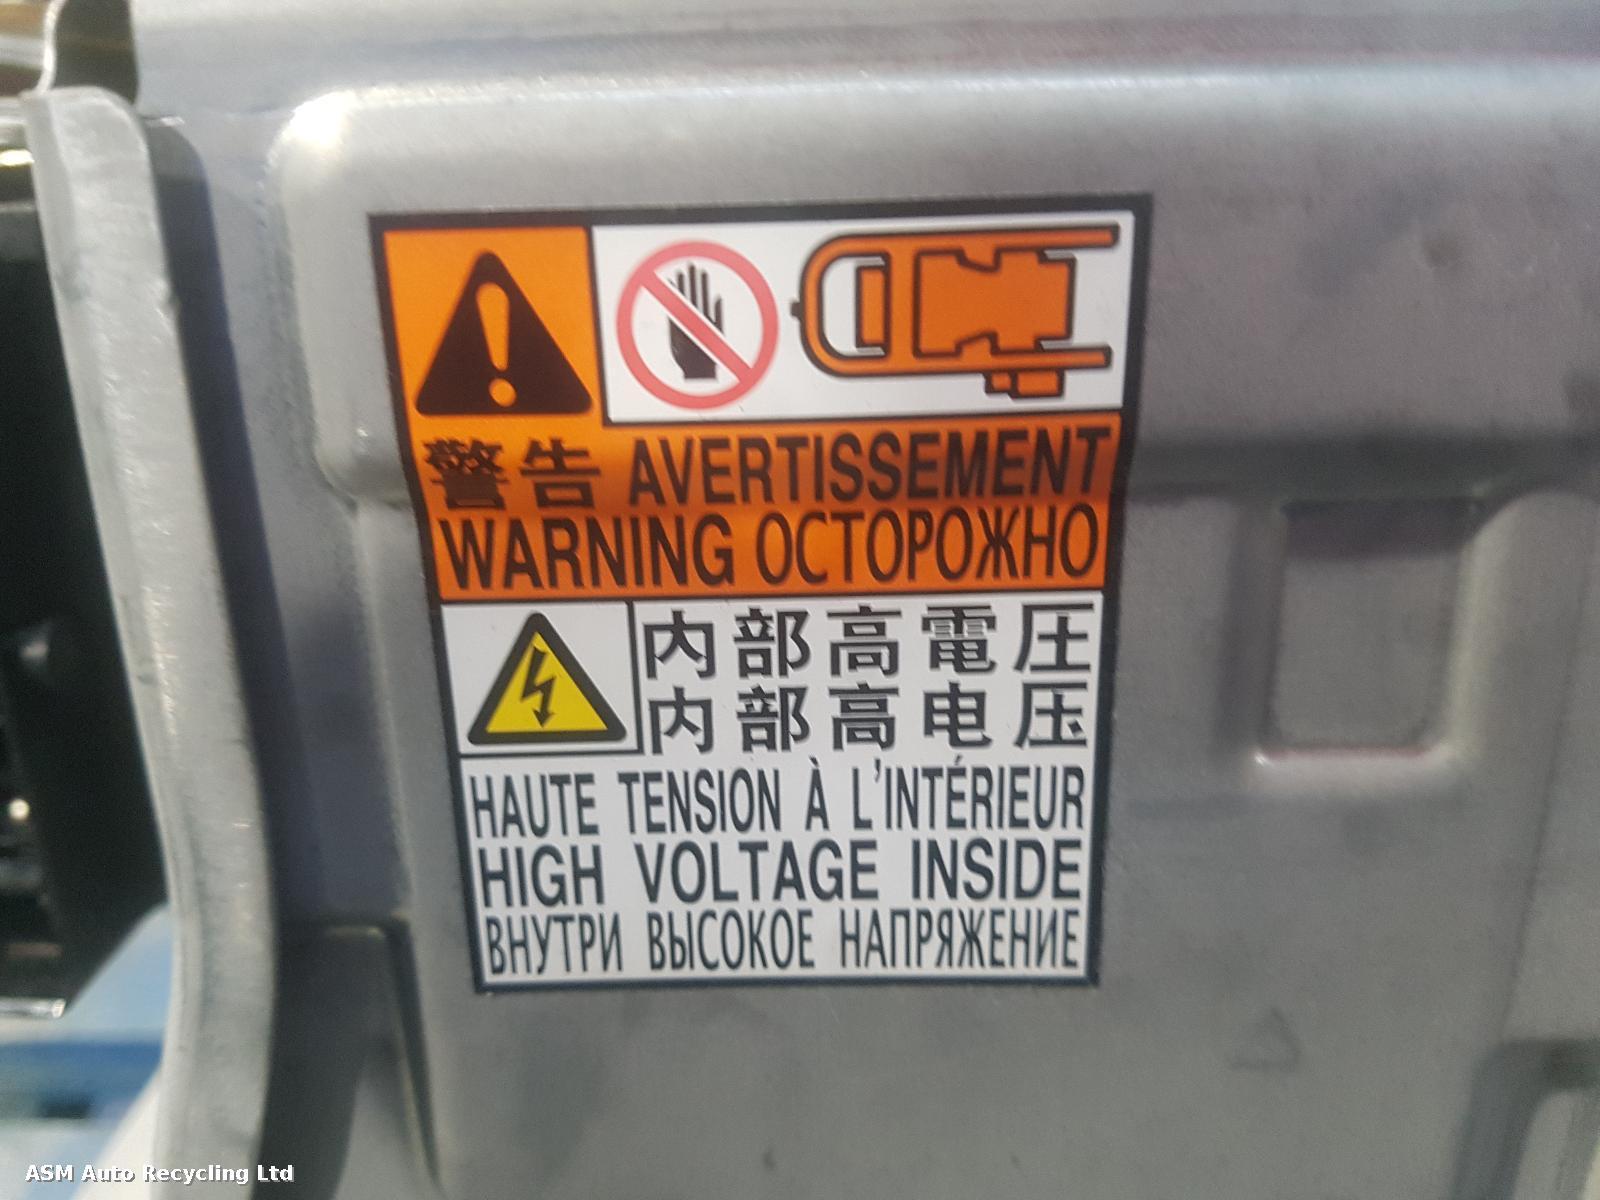 警告 AVERTISSEMENT
WARNING ОСТОРОЖНО
内部高電圧
内部高电压
HAUTE TENSION À L'INTÉRIEUR
HIGH VOLTAGE INSIDE
ВНУТРИ ВЫСОКОЕ НАПРЯЖЕНИЕ
ASM Auto Recycling Ltd